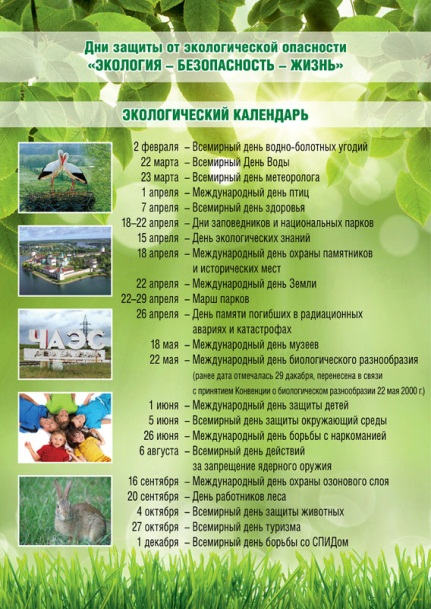 Дни защиты от экологической опасности
«ЭКОЛОГИЯ – БЕЗОПАСНОСТЬ – ЖИЗНЬ»
ЭКОЛОГИЧЕСКИЙ КАЛЕНДАРЬ
2 февраля – Всемирный день водно-болотных угодий
22 марта – Всемирный День Воды
23 марта – Всемирный день метеоролога
1 апреля – Международный день птиц
7 апреля – Всемирный день здоровья
18–22 апреля – Дни заповедников и национальных парков
15 апреля – День экологических знаний
18 апреля – Международный день охраны памятников
и исторических мест
22 апреля – Международный день Земли
22–29 апреля – Марш парков
26 апреля – День памяти погибших в радиационных
авариях и катастрофах
18 мая – Международный день музеев
22 мая – Международный день биологического разнообразия
(ранее дата отмечалась 29 дакабря, перенесена в связи
с принятием Конвенции о биологическом разнообразии 22 мая 2000 г.)
1 июня – Международный день защиты детей
5 июня – Всемирный день защиты окружающий среды
26 июня – Международный день борьбы с наркоманией
6 августа – Всемирный день действий
за запрещение ядерного оружия
16 сентября – Международный день охраны озонового слоя
20 сентября – День работников леса
4 октября – Всемирный день защиты животных
27 октября – Всемирный день туризма
1 декабря – Всемирный день борьбы со СПИДом
ЧАЭС